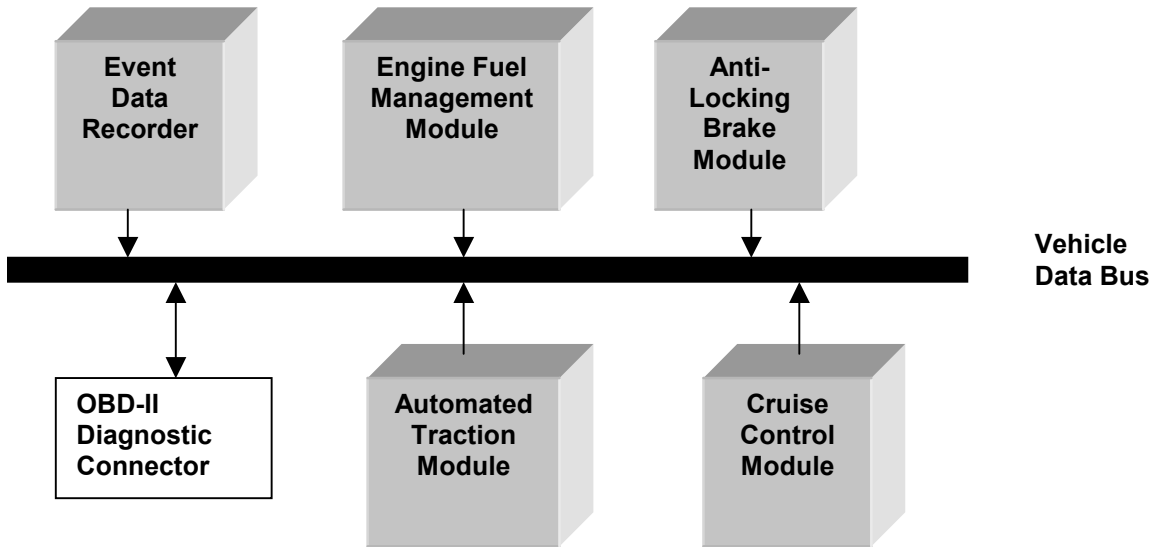 Event
Data
Recorder
Engine Fuel
Management
Module
Anti-
Locking
Brake
Module
Vehicle
Data Bus
OBD-II
Diagnostic
Connector
Automated
Traction
Module
Cruise
Control
Module